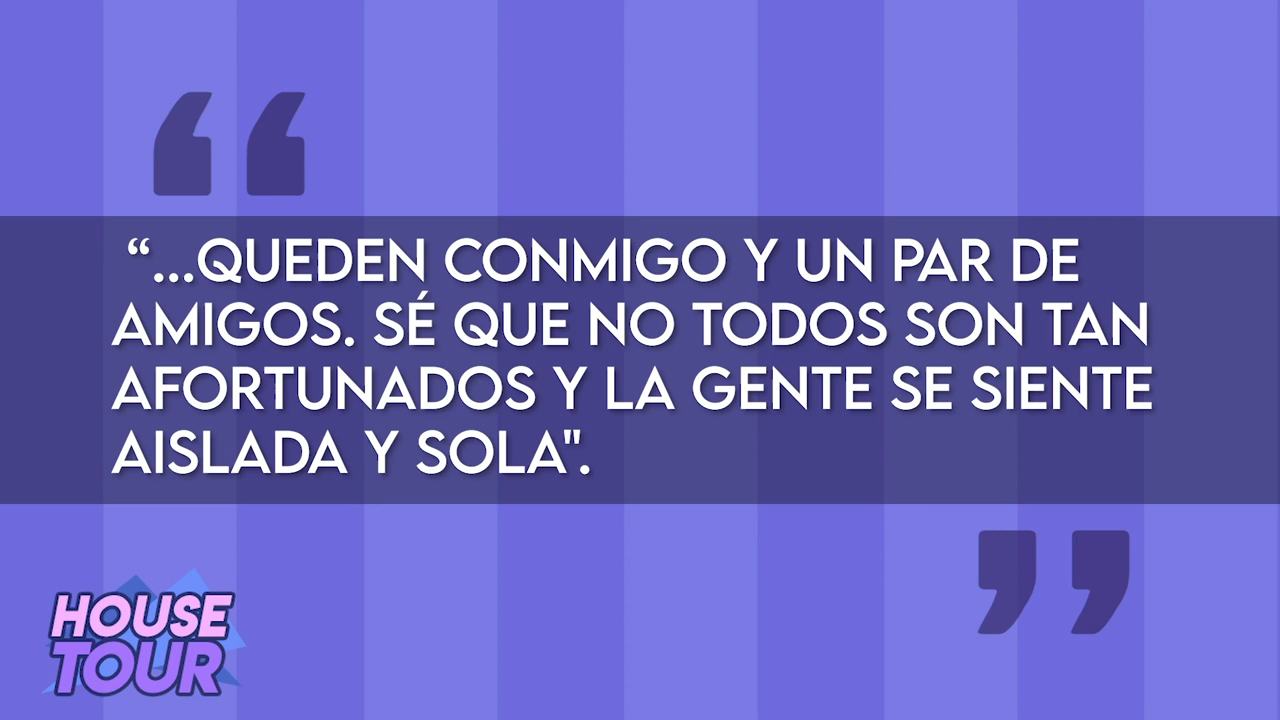 “...QUEDEN CONMIGO Y UN PAR DE
AMIGOS. SÉ QUE NO TODOS SON TAN
AFORTUNADOS Y LA GENTE SE SIENTE
AISLADA Y SOLA".
HOUSE
TOUR